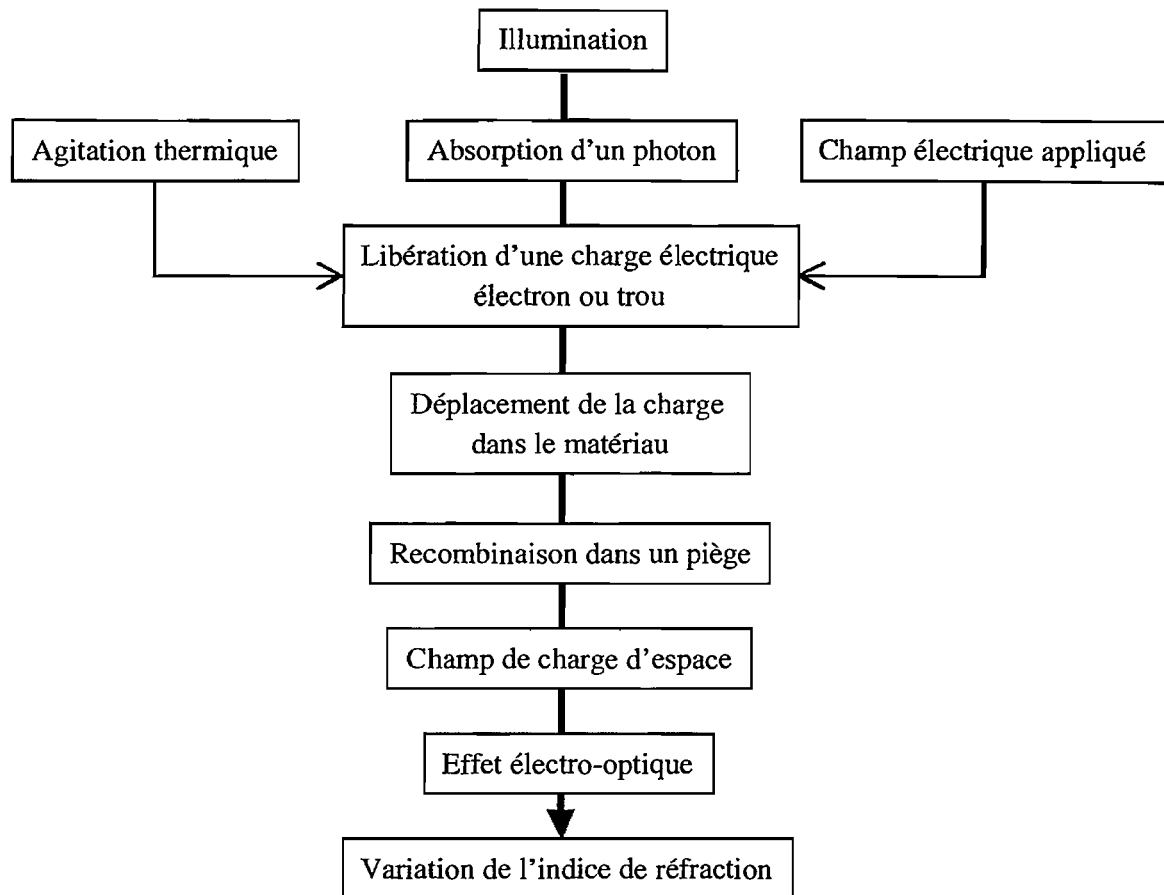 Illumination
Agitation thermique
Absorption d'un photon
Champ électrique appliqué
Libération d'une charge électrique
électron ou trou
Déplacement de la charge
dans le matériau
Recombinaison dans un piège
Champ de charge d'espace
Effet électro-optique
Variation de l'indice de réfraction